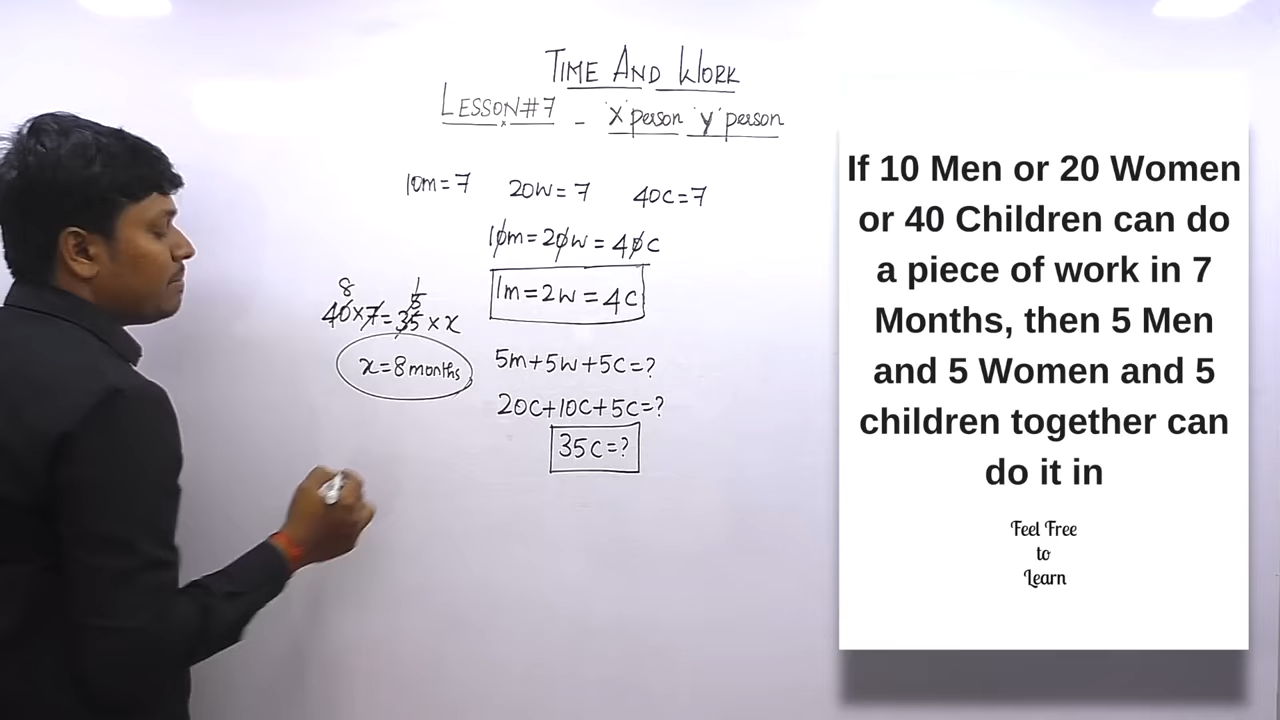 TIME AND WORK
LESSON#7 - 'X' person 'Y' person
10m=7 20W=7 40C=7
10m=20W=40C
1m=2W=4C
8 1
5
40×7=35×x
x=8months
5m+5W+5C=?
20C+10C+5C=?
35C=?
If 10 Men or 20 Women
or 40 Children can do
a piece of work in 7
Months, then 5 Men
and 5 Women and 5
children together can
do it in
Feel Free
to
Learn